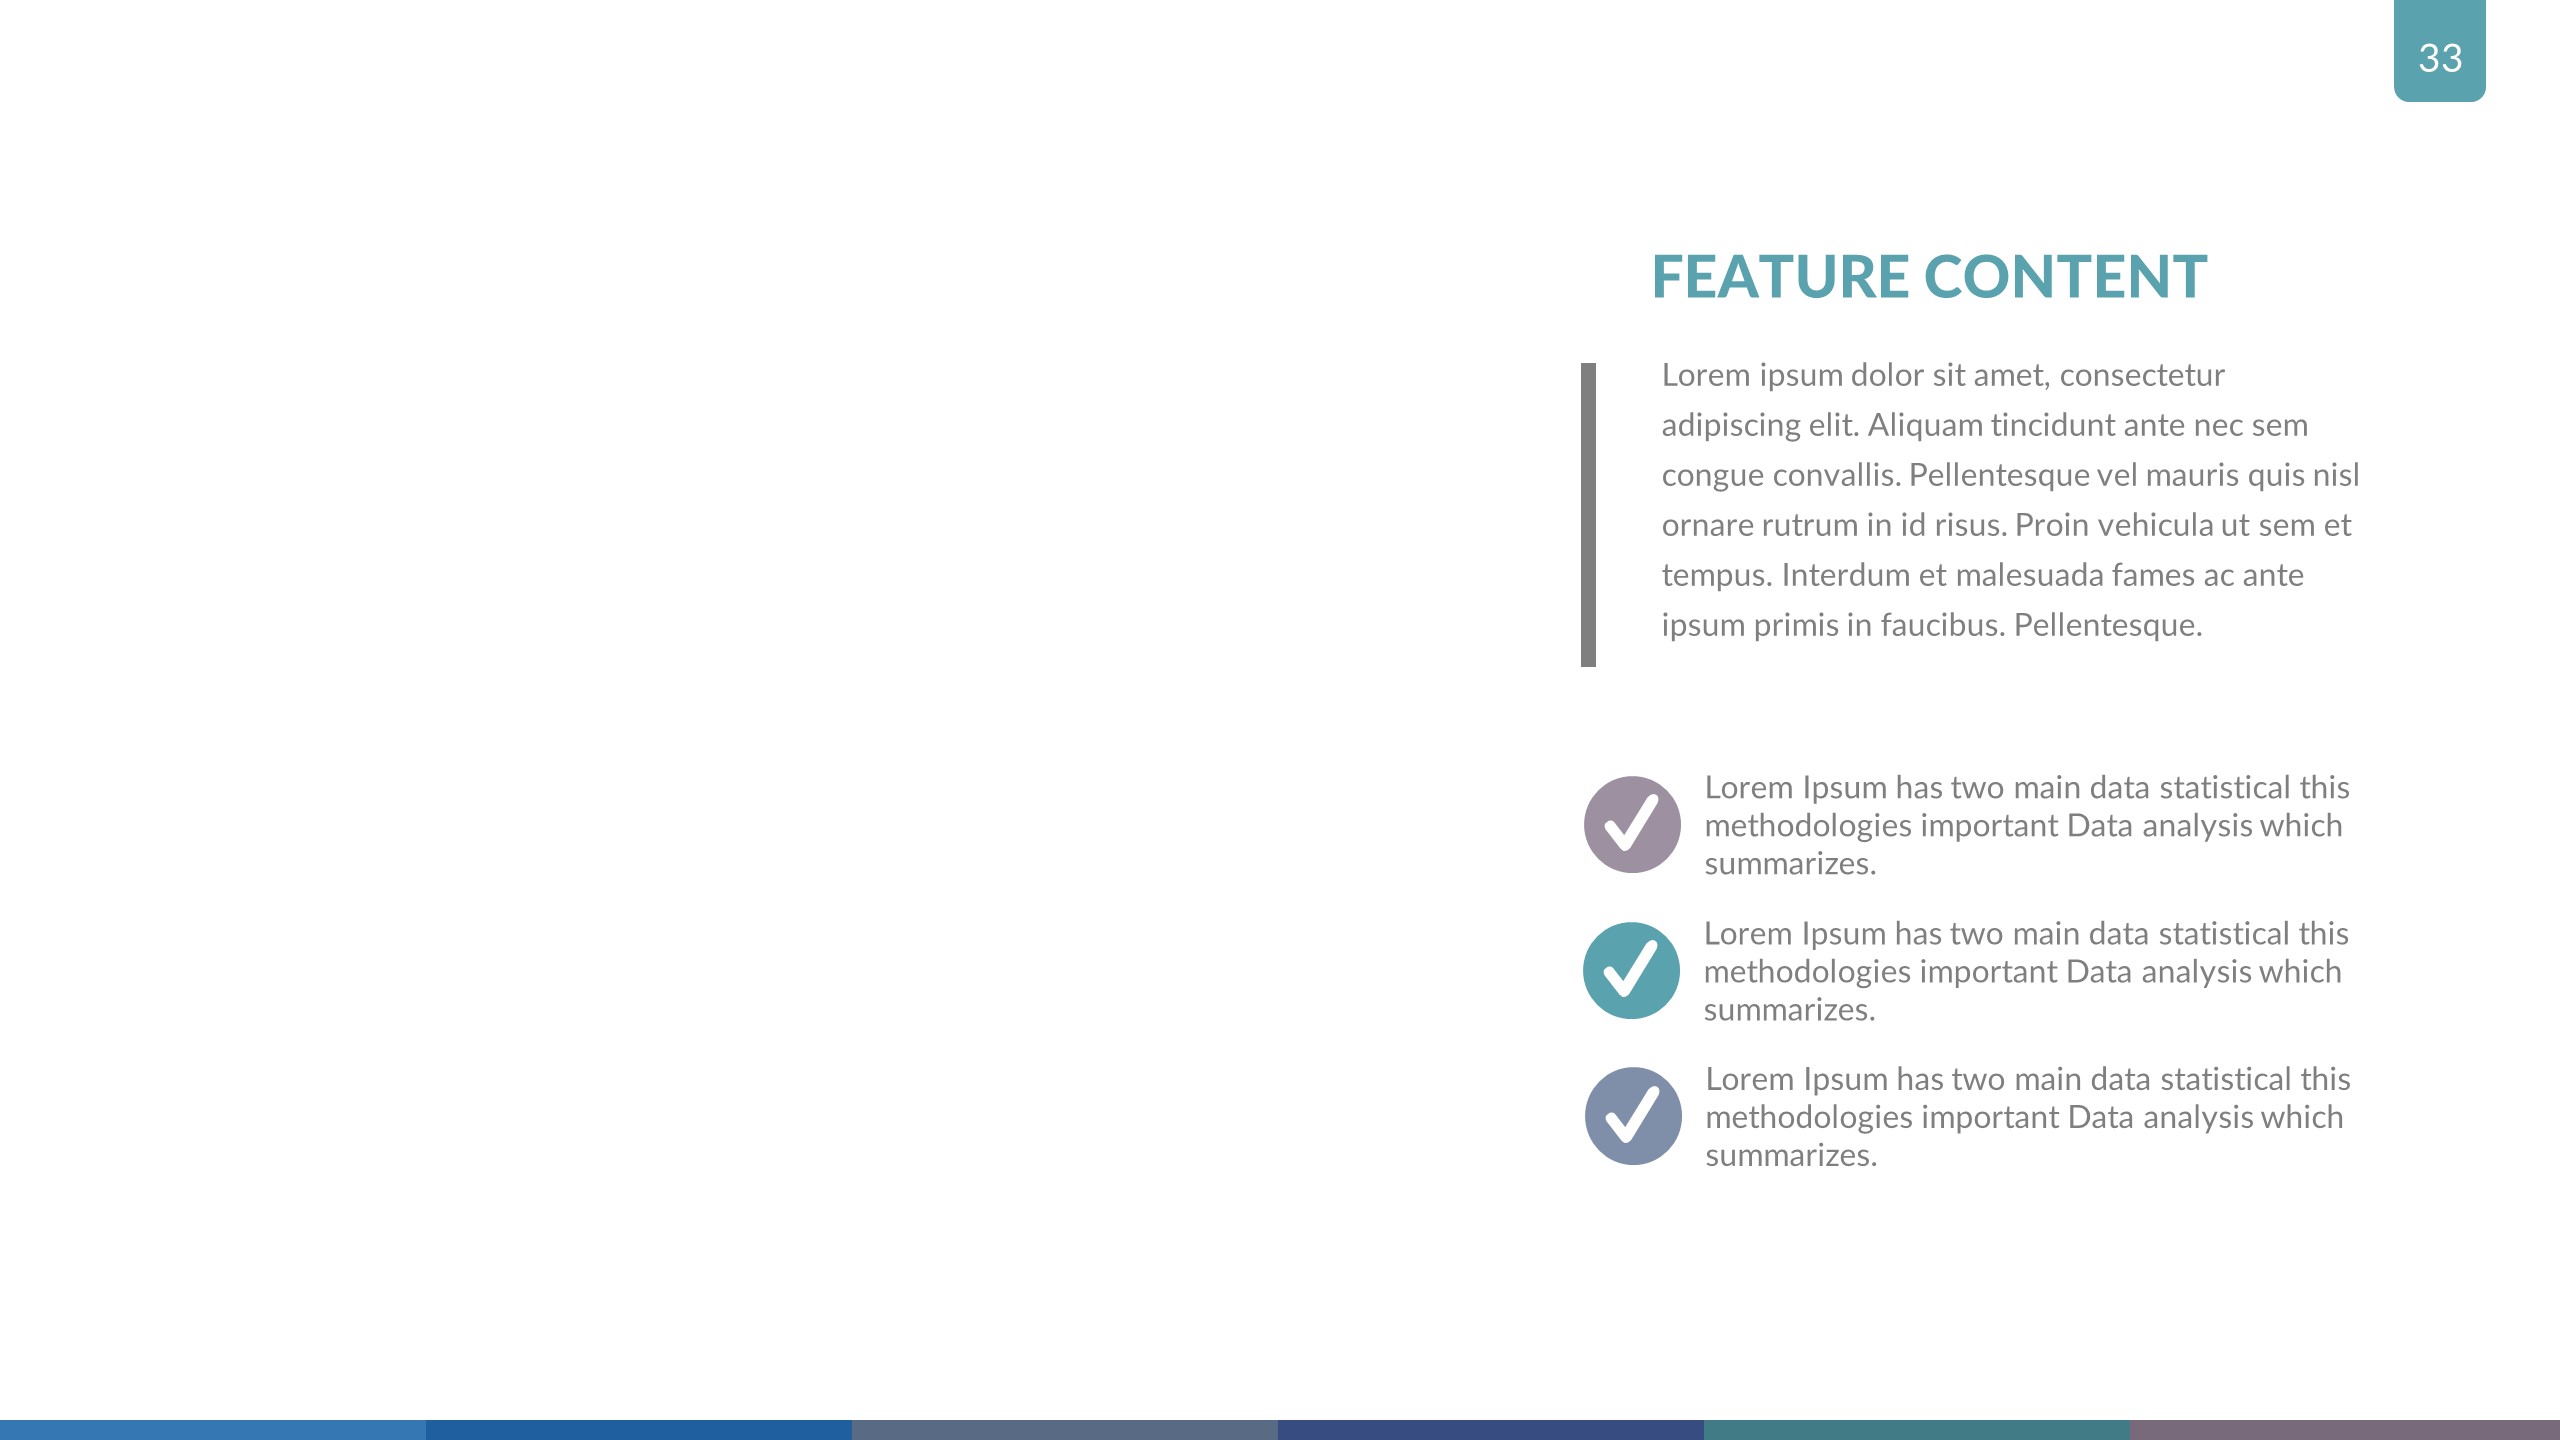 33
FEATURE CONTENT
Lorem ipsum dolor sit amet, consectetur
adipiscing elit. Aliquam tincidunt ante nec sem
congue convallis. Pellentesque vel mauris quis nisl
ornare rutrum in id risus. Proin vehicula ut sem et
tempus. Interdum et malesuada fames ac ante
ipsum primis in faucibus. Pellentesque.
Lorem Ipsum has two main data statistical this
methodologies important Data analysis which
summarizes.
Lorem Ipsum has two main data statistical this
methodologies important Data analysis which
summarizes.
Lorem Ipsum has two main data statistical this
methodologies important Data analysis which
summarizes.